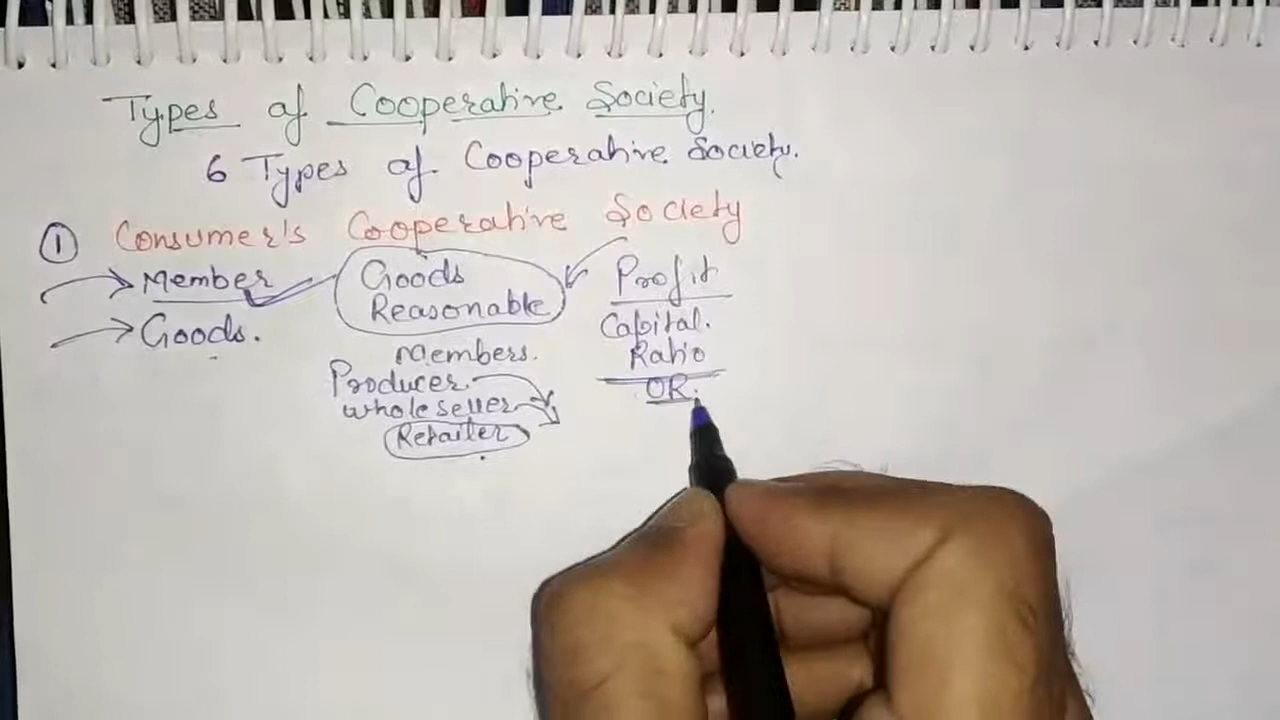 Types of Cooperative Society.
6 Types of Cooperative Society.
① Consumer's Cooperative Society
Member
Goods.
Goods
Reasonable
Members.
Producer
Wholeseller
Retailer
Profit
Capital.
Ratio
OR.